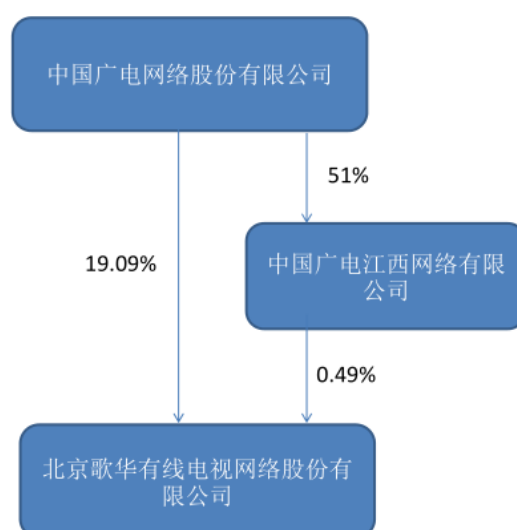 中国广电网络股份有限公司
51%
19.09%
中国广电江西网络有限
公司
0.49%
北京歌华有线电视网络股份有
限公司